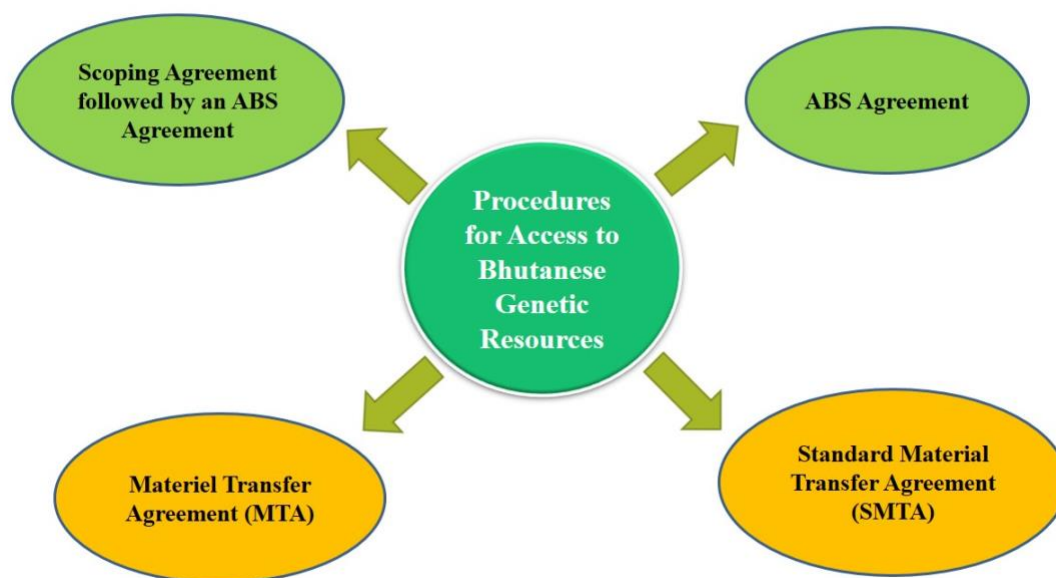 Scoping Agreement
followed by an ABS
Agreement
ABS Agreement
Procedures
for Access to
Bhutanese
Genetic
Resources
Materiel Transfer
Agreement (MTA)
Standard Material
Transfer Agreement
(SMTA)